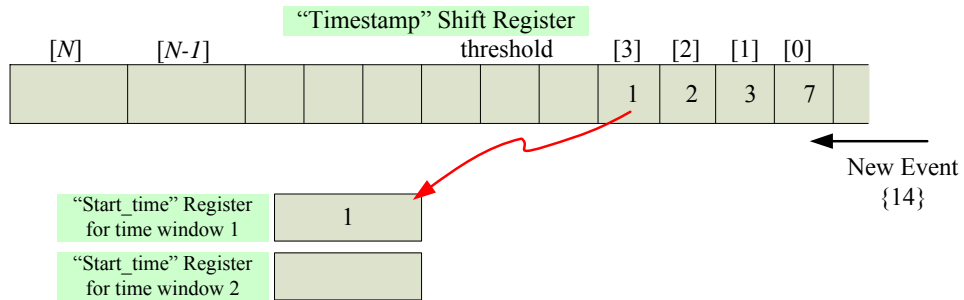 “Timestamp” Shift Register
[N] [N-1] threshold [3] [2] [1] [0]
1 2 3 7
New Event
{14}
“Start_time” Register
for time window 1
1
“Start_time” Register
for time window 2